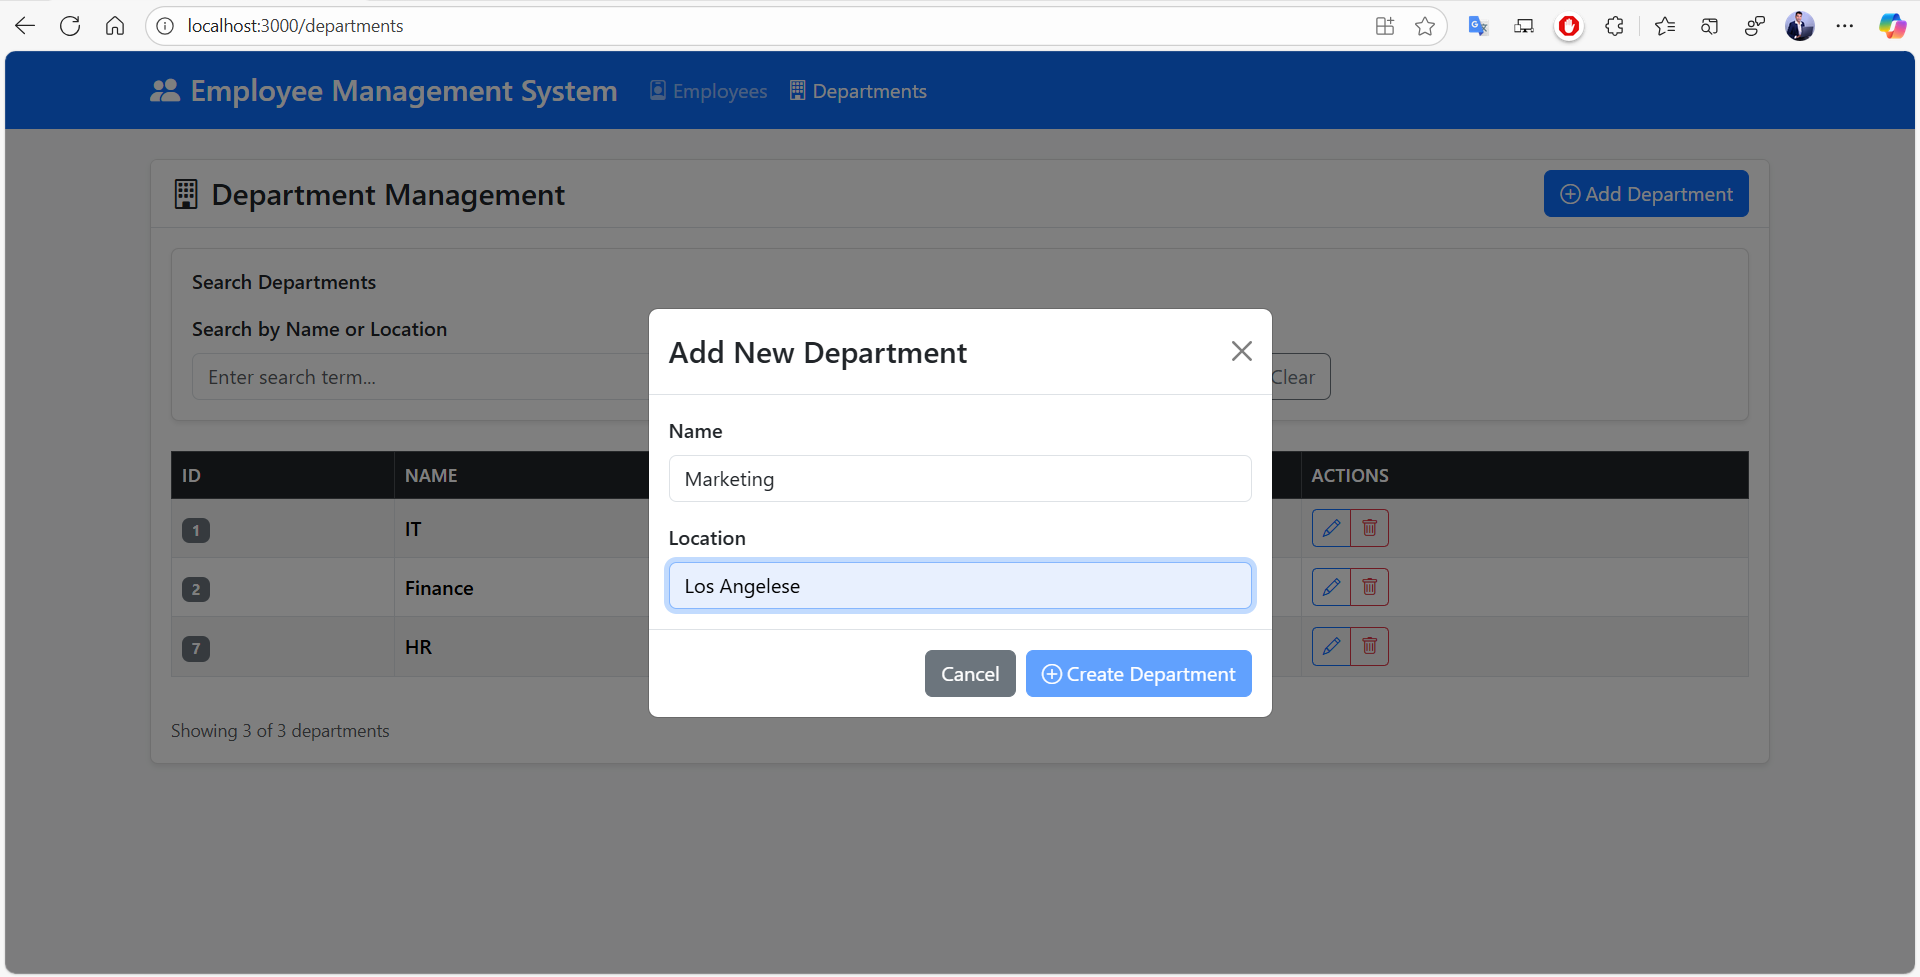 localhost:3000/departments
Employee Management System Employees Departments
Department Management
Add Department
Search Departments
Search by Name or Location
Enter search term...
Clear
ID NAME ACTIONS
1 IT
2 Finance
7 HR
Showing 3 of 3 departments
Add New Department
Name
Marketing
Location
Los Angelese
Cancel Create Department